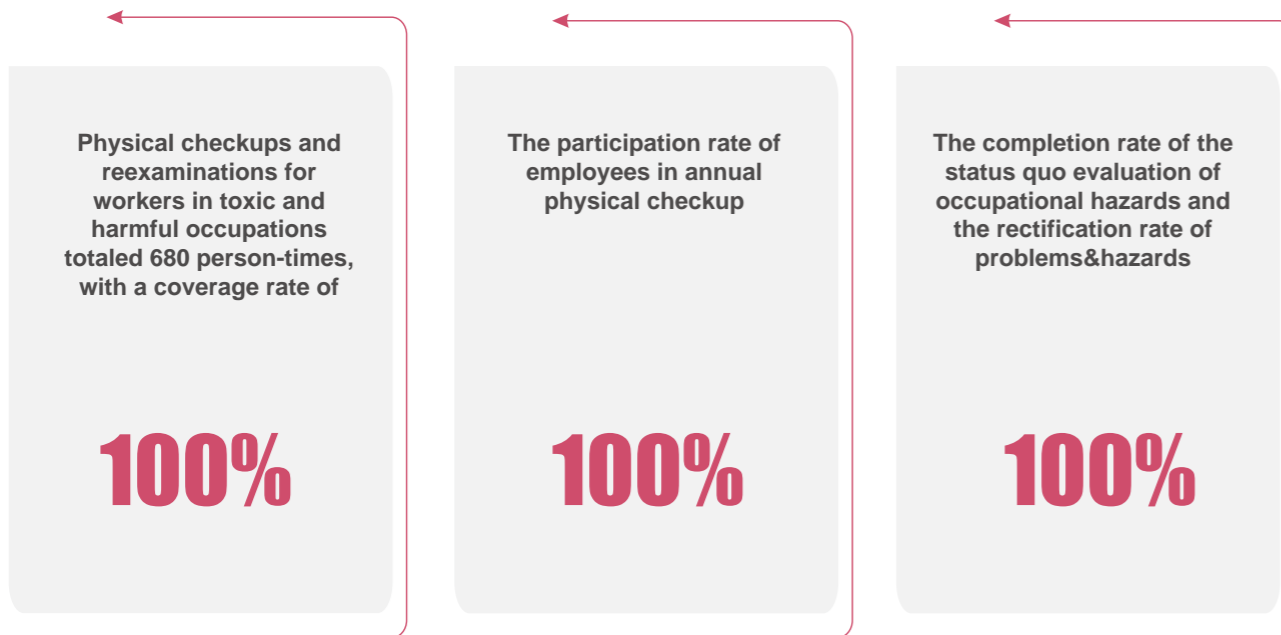 Physical checkups and
reexaminations for
workers in toxic and
harmful occupations
totaled 680 person-times,
with a coverage rate of
100%
The participation rate of
employees in annual
physical checkup
100%
The completion rate of the
status quo evaluation of
occupational hazards and
the rectification rate of
problems&hazards
100%